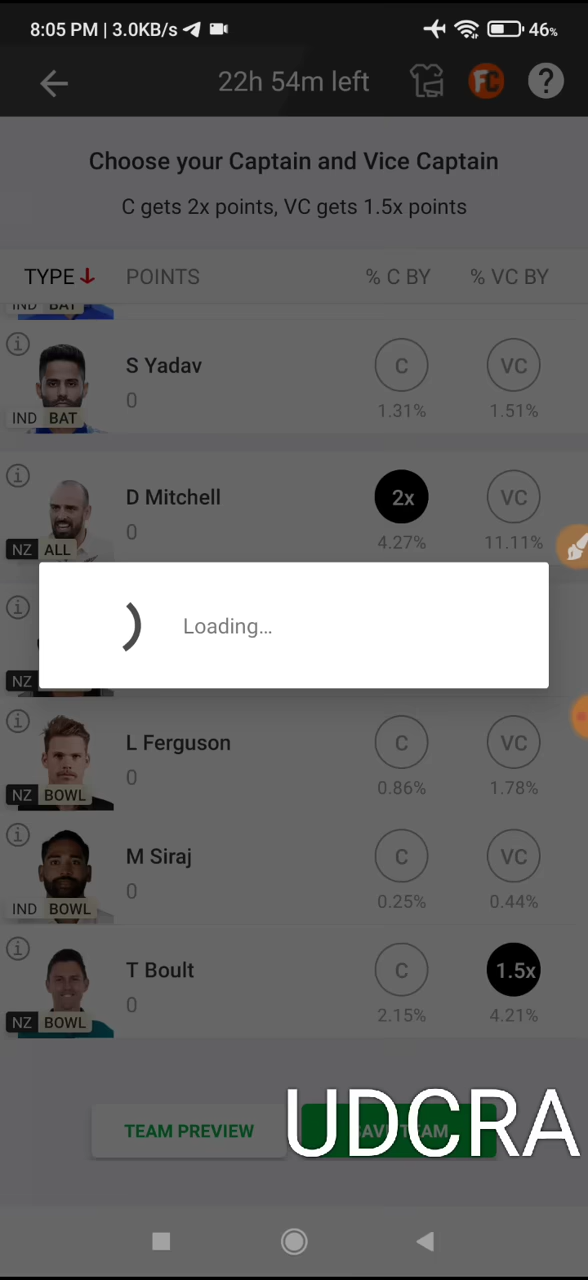 8:05 PM | 3.0KB/s
46%
22h 54m left
FC
?
Choose your Captain and Vice Captain
C gets 2x points, VC gets 1.5x points
TYPE POINTS % C BY % VC BY
IND BAT
S Yadav
0
C
VC
1.31%
1.51%
IND BAT
D Mitchell
0
2x
VC
4.27%
11.11%
NZ ALL
Loading...
NZ
L Ferguson
0
C
VC
0.86%
1.78%
NZ BOWL
M Siraj
0
C
VC
0.25%
0.44%
IND BOWL
T Boult
0
C
1.5x
2.15%
4.21%
NZ BOWL
TEAM PREVIEW
SAVE TEAM
UDCRA